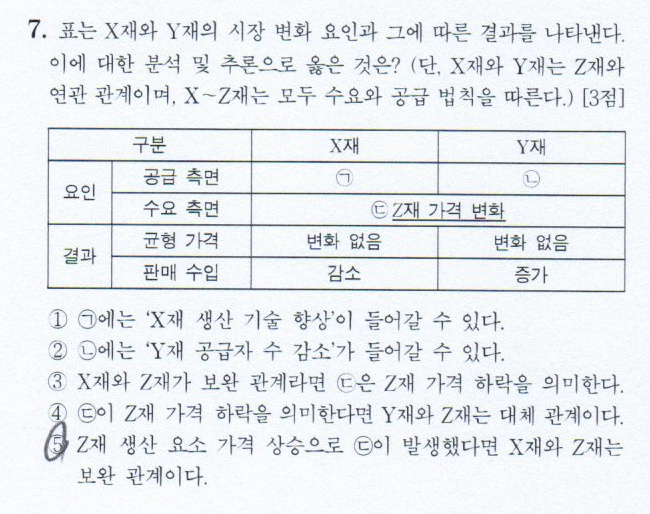 7. 표는 X재와 Y재의 시장 변화 요인과 그에 따른 결과를 나타낸다.
이에 대한 분석 및 추론으로 옳은 것은? (단, X재와 Y재는 Z재와
연관 관계이며, X~Z재는 모두 수요와 공급 법칙을 따른다.) [3점]
구분 X재 Y재
요인 공급 측면 ㉠ ㉡
수요 측면 ㉢ Z재 가격 변화
결과 균형 가격 변화 없음 변화 없음
판매 수입 감소 증가
① ㉠에는 ‘X재 생산 기술 향상’이 들어갈 수 있다.
② ㉡에는 ‘Y재 공급자 수 감소’가 들어갈 수 있다.
③ X재와 Z재가 보완 관계라면 ㉢은 Z재 가격 하락을 의미한다.
④ ㉢이 Z재 가격 하락을 의미한다면 Y재와 Z재는 대체 관계이다.
⑤ Z재 생산 요소 가격 상승으로 ㉢이 발생했다면 X재와 Z재는
보완 관계이다.